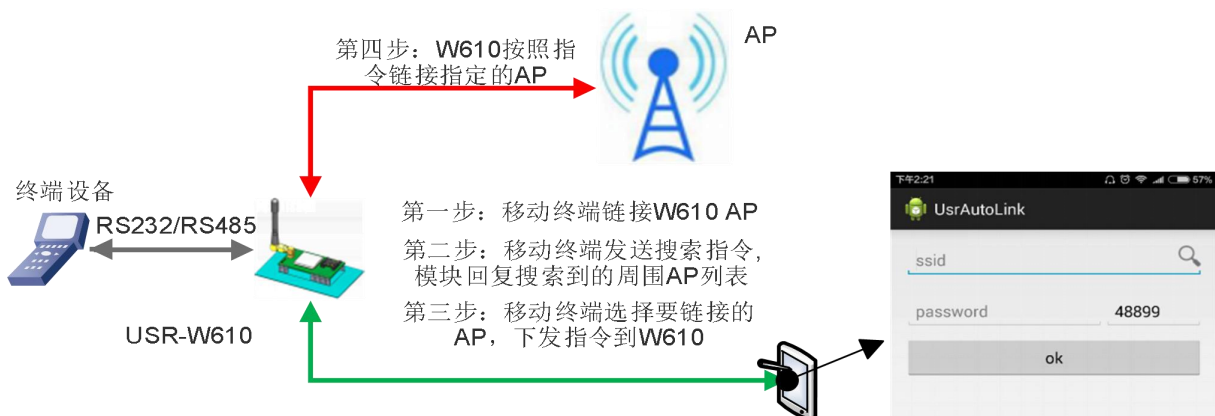 AP
第四步：W610按照指
令链接指定的AP
终端设备
RS232/RS485
USR-W610
第一步：移动终端链接W610 AP
第二步：移动终端发送搜索指令,
模块回复搜索到的周围AP列表
第三步：移动终端选择要链接的
AP，下发指令到W610
下午2:21
57%
UsrAutoLink
ssid
password
48899
ok